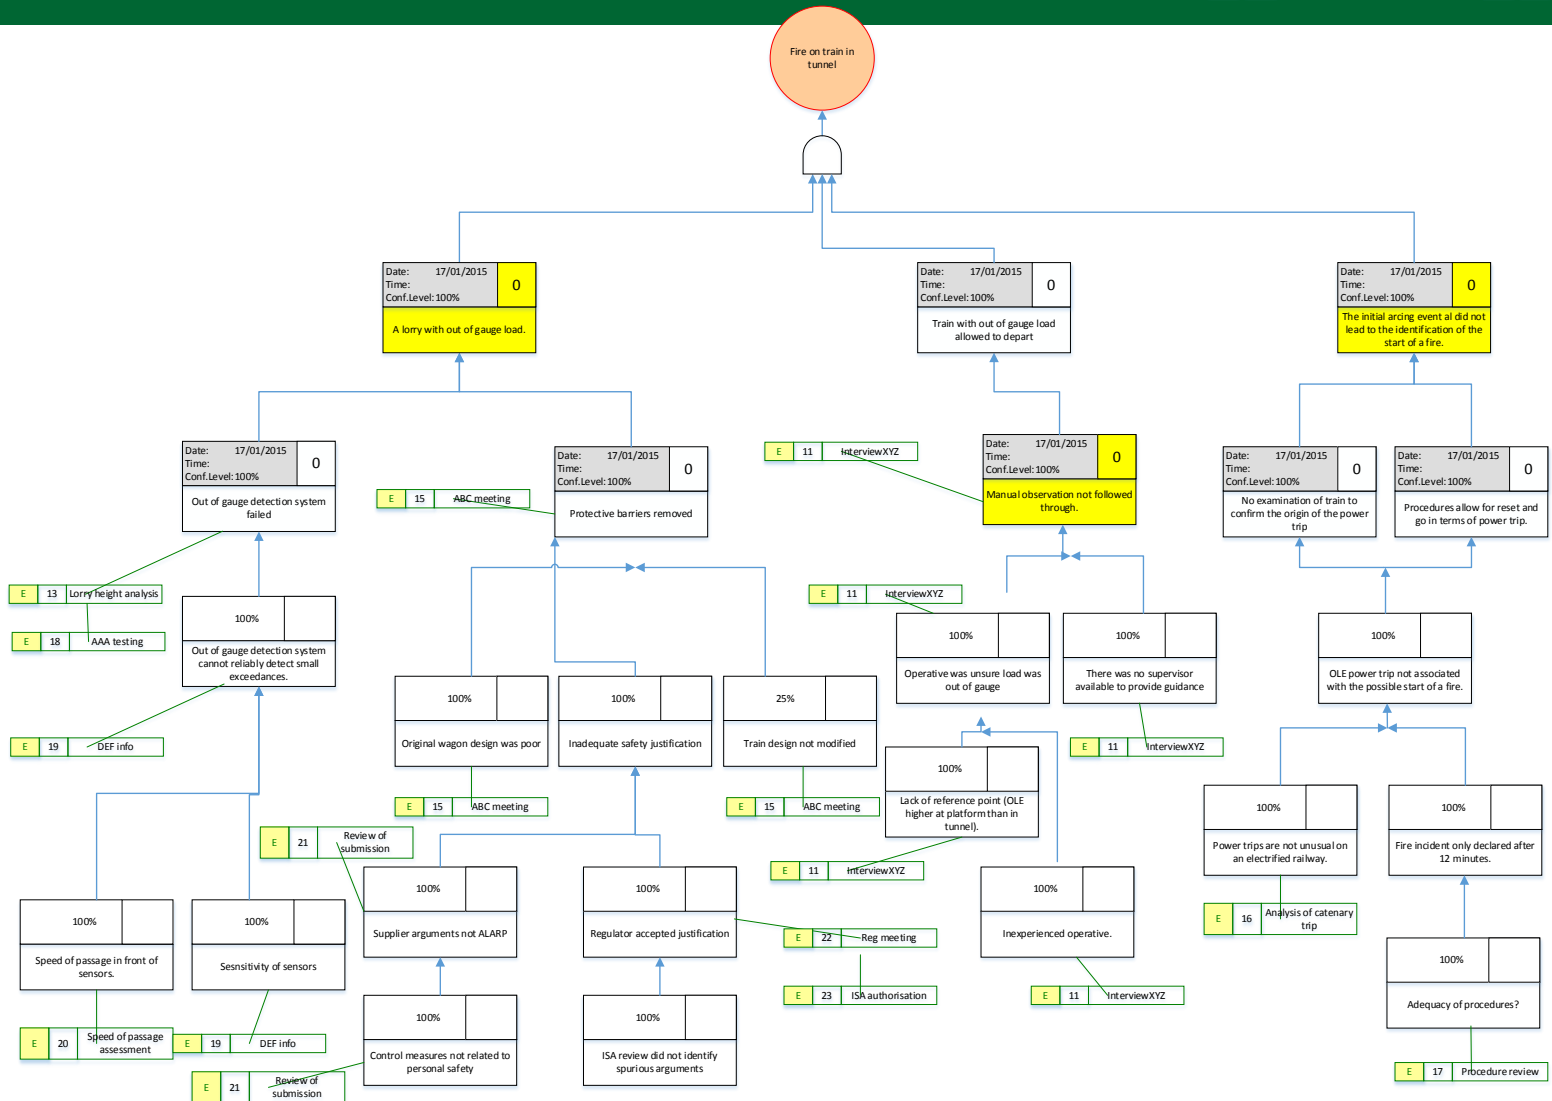 Fire on train in
tunnel
Date: 17/01/2015
Time:
Conf.Level:100%
0
A lorry with out of gauge load.
Date: 17/01/2015
Time:
Conf.Level:100%
0
Train with out of gauge load
allowed to depart
Date: 17/01/2015
Time:
Conf.Level:100%
0
The initial arcing event al did not
lead to the identification of the
start of a fire.
Date: 17/01/2015
Time:
Conf.Level:100%
0
Out of gauge detection system
failed
Date: 17/01/2015
Time:
Conf.Level:100%
0
Protective barriers removed
E 15 ABC meeting
E 11 InterviewXYZ
Date: 17/01/2015
Time:
Conf.Level:100%
0
Manual observation not followed
through.
Date: 17/01/2015
Time:
Conf.Level:100%
0
No examination of train to
confirm the origin of the power
trip
Date: 17/01/2015
Time:
Conf.Level:100%
0
Procedures allow for reset and
go in terms of power trip.
E 13 Lorry height analysis
E 18 AAA testing
100%
Out of gauge detection system
cannot reliably detect small
exceedances.
E 19 DEF info
E 11 InterviewXYZ
100%
Operative was unsure load was
out of gauge
100%
There was no supervisor
available to provide guidance
E 11 InterviewXYZ
100%
OLE power trip not associated
with the possible start of a fire.
100%
Original wagon design was poor
E 15 ABC meeting
100%
Inadequate safety justification
25%
Train design not modified
E 15 ABC meeting
100%
Lack of reference point (OLE
higher at platform than in
tunnel).
E 11 InterviewXYZ
100%
Power trips are not unusual on
an electrified railway.
E 16 Analysis of catenary
trip
100%
Fire incident only declared after
12 minutes.
E 21 Review of
submission
100%
Supplier arguments not ALARP
100%
Regulator accepted justification
E 22 Reg meeting
E 23 ISA authorisation
100%
Inexperienced operative.
E 11 InterviewXYZ
100%
Speed of passage in front of
sensors.
E 20 Speed of passage
assessment
100%
Sesnsitivity of sensors
E 19 DEF info
100%
Control measures not related to
personal safety
E 21 Review of
submission
100%
ISA review did not identify
spurious arguments
100%
Adequacy of procedures?
E 17 Procedure review